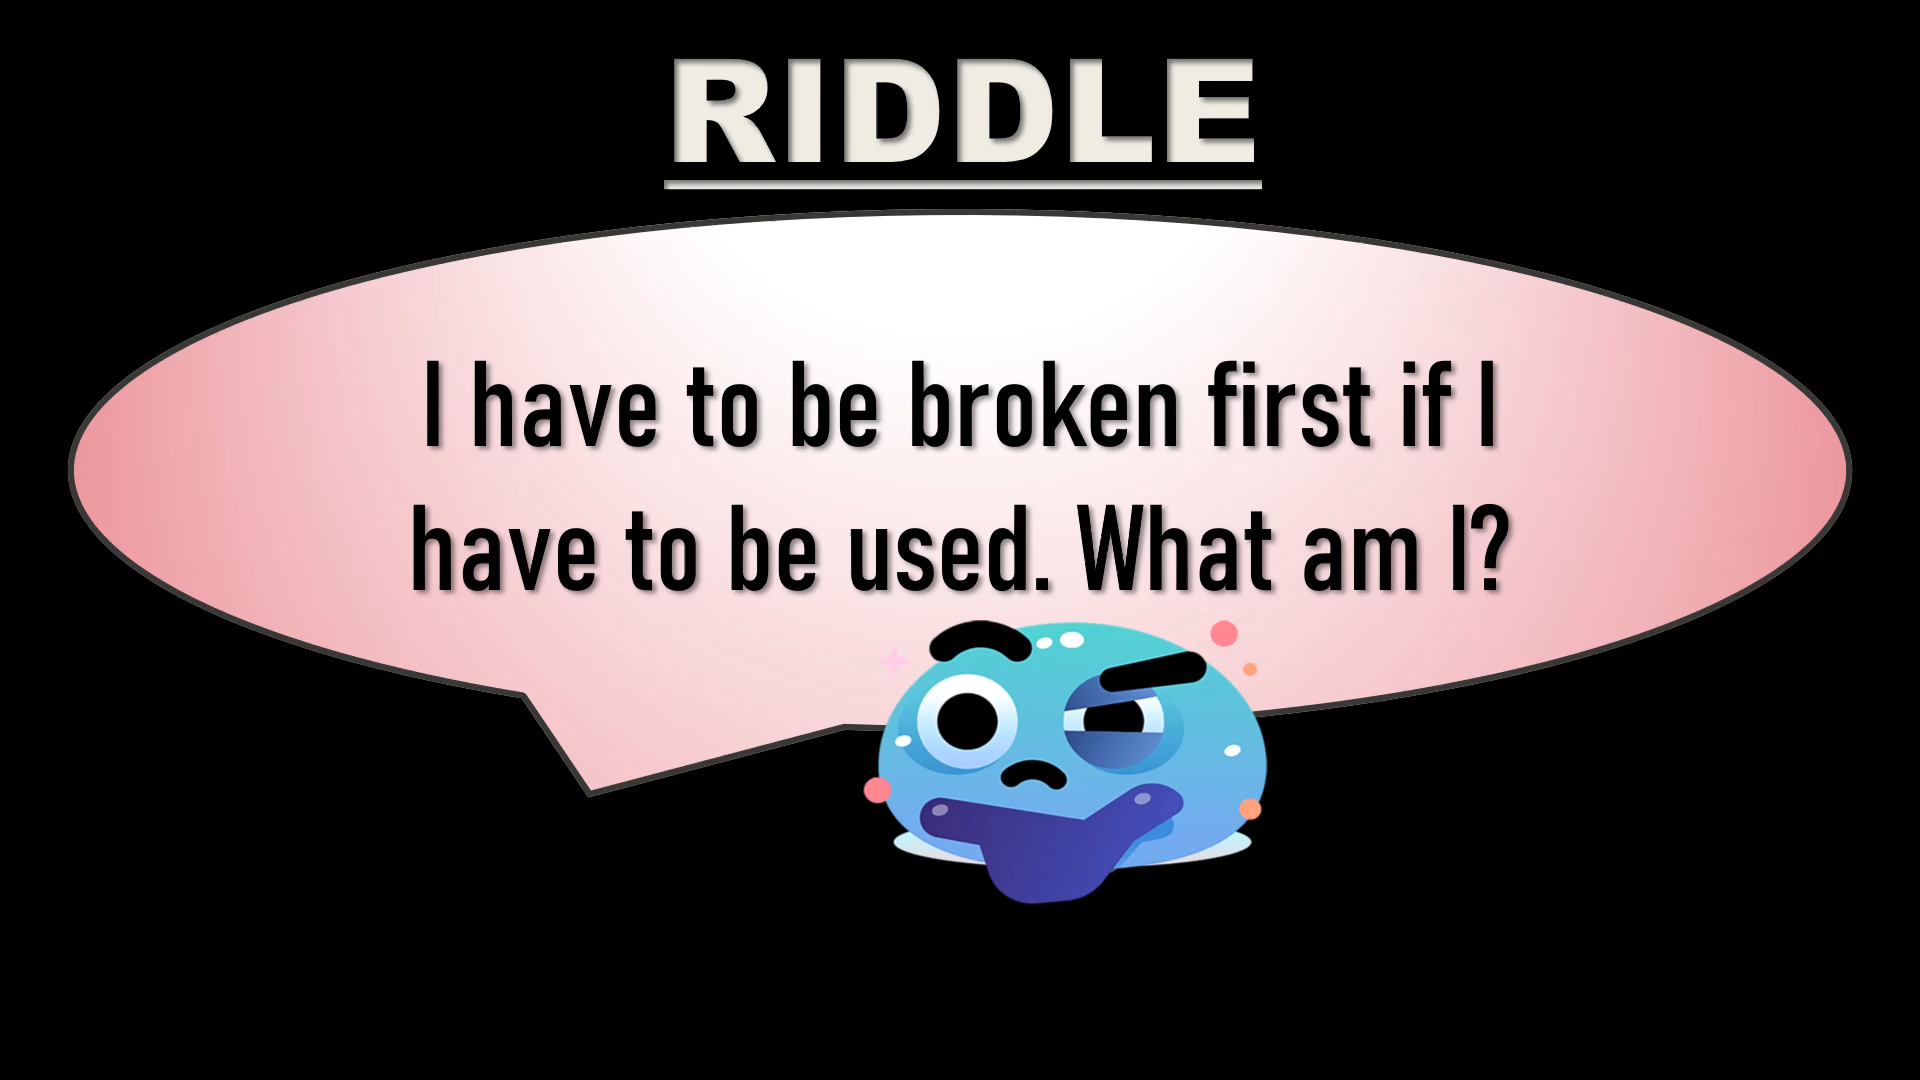 RIDDLE
I have to be broken first if I
have to be used. What am I?